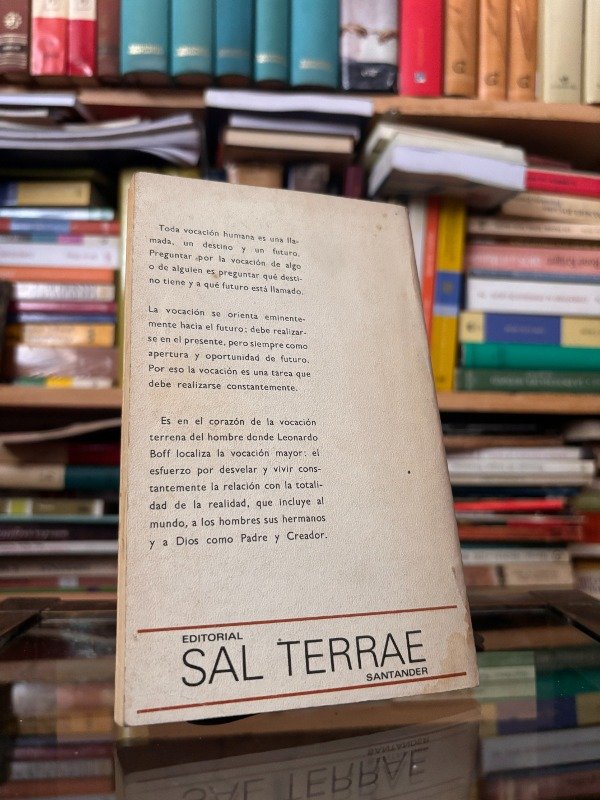 Toda vocación humana es una lla-
mada, un destino y un futuro.
Preguntar por la vocación de algo
o de alguien es preguntar qué desti-
no tiene y a qué futuro está llamado.
La vocación se orienta eminente-
mente hacia el futuro; debe realizar-
se en el presente, pero siempre como
apertura y oportunidad de futuro.
Por eso la vocación es una tarea que
debe realizarse constantemente.
Es en el corazón de la vocación
terrena del hombre donde Leonardo
Boff localiza la vocación mayor: el
esfuerzo por desvelar y vivir cons-
tantemente la relación con la totali-
dad de la realidad, que incluye al
mundo, a los hombres sus hermanos
y a Dios como Padre y Creador.
EDITORIAL
SAL TERRAE
SANTANDER